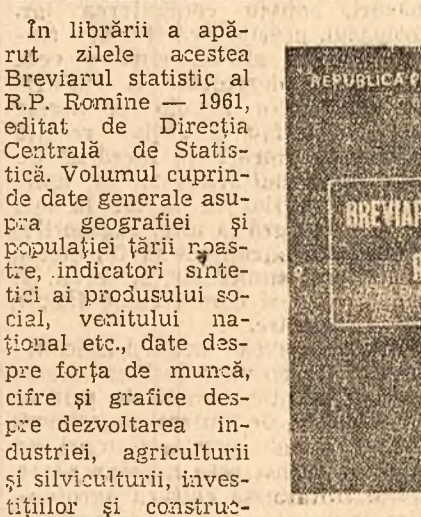 În librării a apă-
rut zilele acestea
Breviarul statistic al
R.P. Romîne — 1961,
editat de Direcția
Centrală de Statis-
tică. Volumul cuprin-
de date generale asu-
pra geografiei și
populației țării noas-
tre, indicatori sinte-
tici ai produsului so-
cial, venitului na-
țional etc., date des-
pre forța de muncă,
cifre și grafice des-
pre dezvoltarea in-
dustriei, agriculturii
și silviculturii, inves-
tițiilor și construc-
REPUBLICA P
BREVIAR